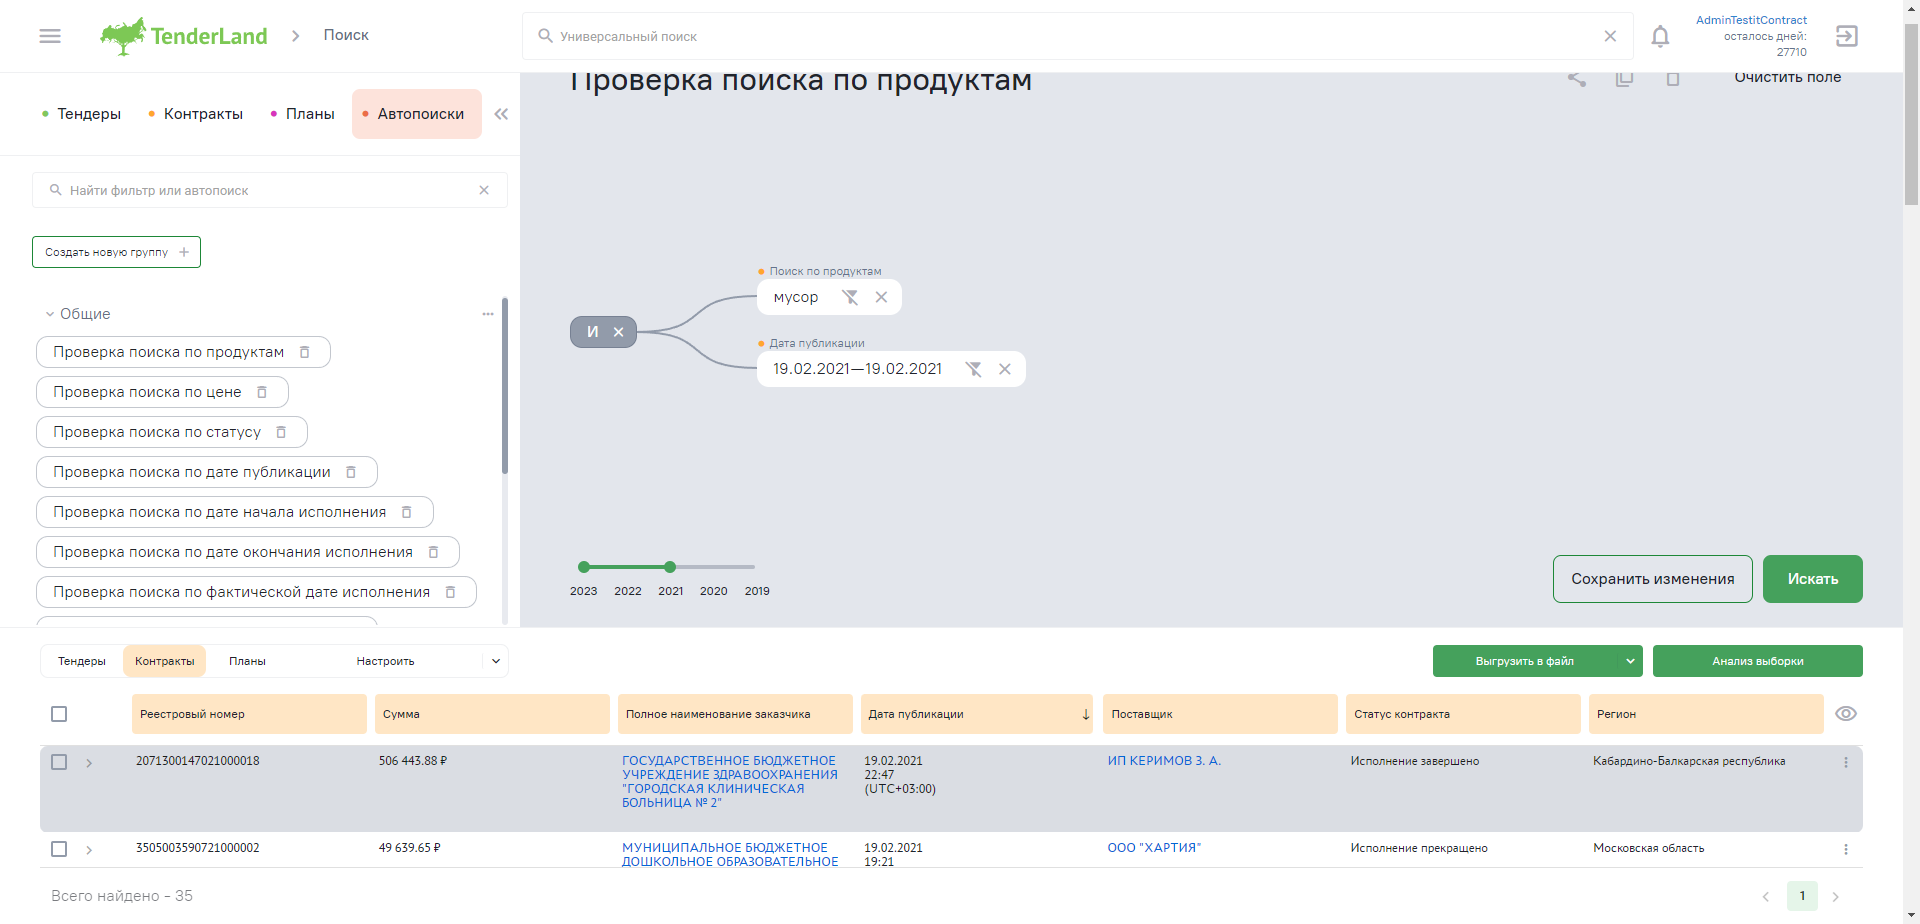 TenderLand
Поиск
Универсальный поиск
AdminTestitContract
осталось дней:
27710
Тендеры
Контракты
Планы
Автопоиски
Проверка поиска по продуктам
Очистить поле
Найти фильтр или автопоиск
Создать новую группу
Общие
Проверка поиска по продуктам
Проверка поиска по цене
Проверка поиска по статусу
Проверка поиска по дате публикации
Проверка поиска по дате начала исполнения
Проверка поиска по дате окончания исполнения
Проверка поиска по фактической дате исполнения
Поиск по продуктам
мусор
И
Дата публикации
19.02.2021—19.02.2021
2023 2022 2021 2020 2019
Сохранить изменения
Искать
Тендеры Контракты Планы Настроить
Выгрузить в файл
Анализ выборки
Реестровый номер Сумма Полное наименование заказчика Дата публикации Поставщик Статус контракта Регион
2071300147021000018 506 443.88 ₽ ГОСУДАРСТВЕННОЕ БЮДЖЕТНОЕ 19.02.2021 ИП КЕРИМОВ З. А. Исполнение завершено Кабардино-Балкарская республика
УЧРЕЖДЕНИЕ ЗДРАВООХРАНЕНИЯ 22:47
"ГОРОДСКАЯ КЛИНИЧЕСКАЯ (UTC+03:00)
БОЛЬНИЦА № 2"
3505003590721000002 49 639.65 ₽ МУНИЦИПАЛЬНОЕ БЮДЖЕТНОЕ 19.02.2021 ООО "ХАРТИЯ" Исполнение прекращено Московская область
ДОШКОЛЬНОЕ ОБРАЗОВАТЕЛЬНОЕ 19:21
Всего найдено - 35
1